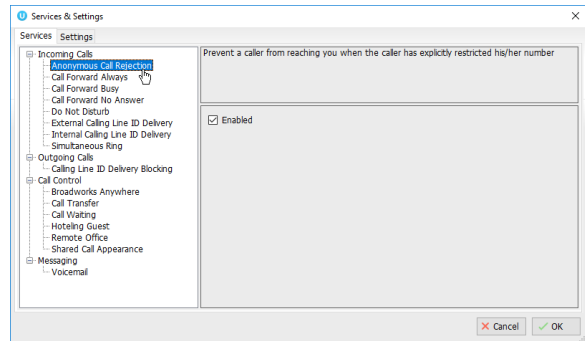 Services & Settings
Services Settings
Incoming Calls
Anonymous Call Rejection
Call Forward Always
Call Forward Busy
Call Forward No Answer
Do Not Disturb
External Calling Line ID Delivery
Internal Calling Line ID Delivery
Simultaneous Ring
Outgoing Calls
Calling Line ID Delivery Blocking
Call Control
Broadworks Anywhere
Call Transfer
Call Waiting
Hoteling Guest
Remote Office
Shared Call Appearance
Messaging
Voicemail
Prevent a caller from reaching you when the caller has explicitly restricted his/her number
Enabled
Cancel OK